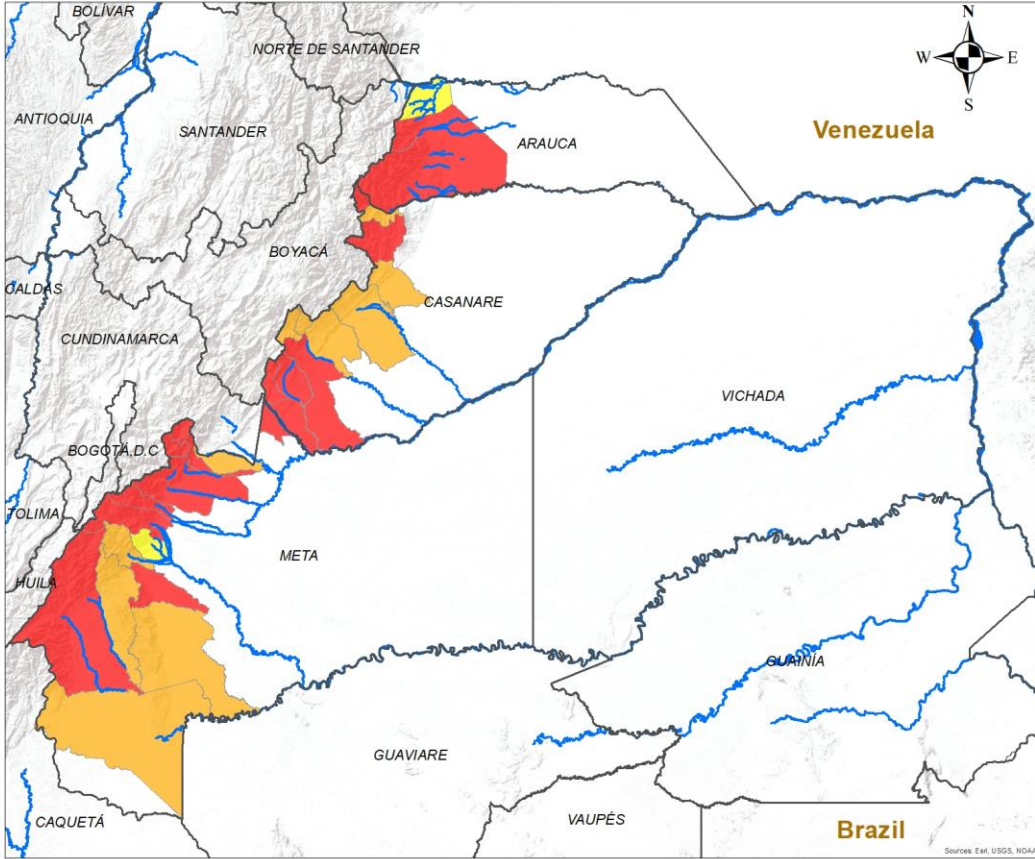 BOLÍVAR
N
NORTE DE SANTANDER
W
E
S
ANTIOQUIA
SANTANDER
Venezuela
ARAUCA
BOYACÁ
CALDAS
CASANARE
CUNDINAMARCA
VICHADA
BOGOTÁ.D.C
TOLIMA
META
HUILA
GUAINÍA
GUAVIARE
CAQUETÁ
VAUPÉS
Brazil
Sources: Esri, USGS, NOAA